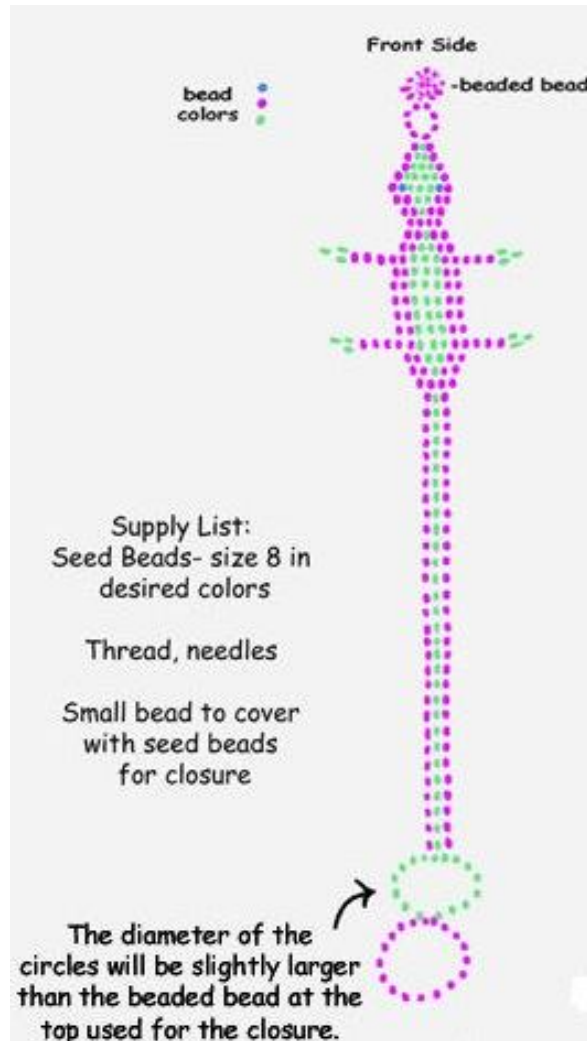 Front Side
bead
colors
-beaded bead
Supply List:
Seed Beads- size 8 in
desired colors
Thread, needles
Small bead to cover
with seed beads
for closure
The diameter of the
circles will be slightly larger
than the beaded bead at the
top used for the closure.